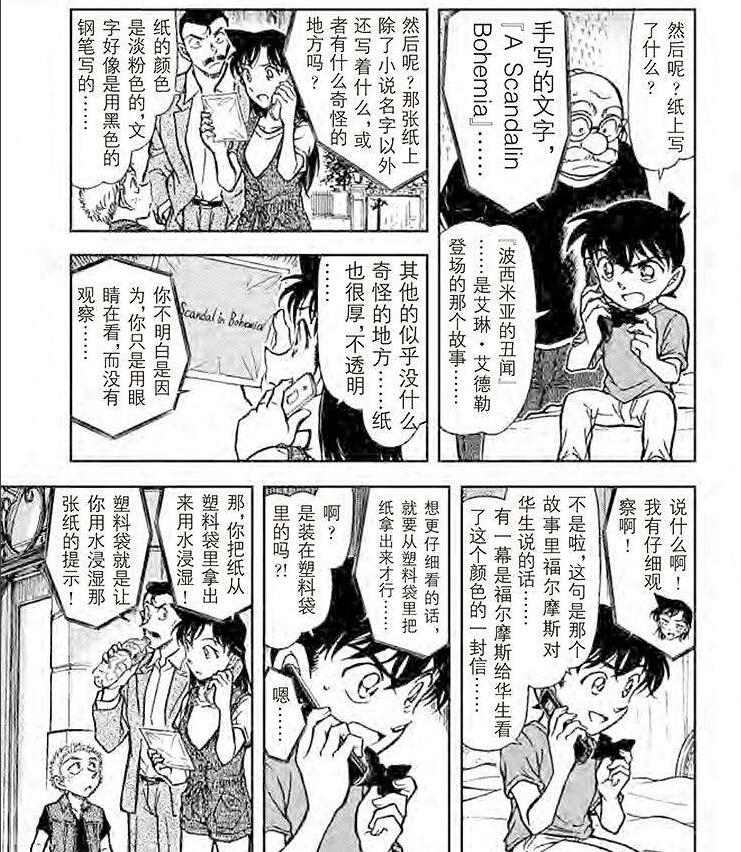 然后呢？纸上写
了什么？
手写的文字，
『A Scandalin
Bohemia』……
『波西米亚的丑闻』
……是艾琳·艾德勒
登场的那个故事……
然后呢？那张纸上
除了小说名字以外
还写着什么，或
者有什么奇怪的
地方吗？
纸的颜色
是淡粉色的，文
字好像是用黑色的
钢笔写的……
其他的似乎没什么
奇怪的地方……纸
也很厚，不透明
……
Scandal in Bohemia
你不明白是因
为，你只是用眼
睛在看，而没有
观察……
说什么啊！
我有仔细观
察啊！
不是啦，这句是那个
故事里福尔摩斯对
华生说的话……
有一幕是福尔摩斯给华生看
了这个颜色的一封信……
想更仔细看的话，
就要从塑料袋里把
纸拿出来才行……
啊？
是装在塑料袋
里的吗?!
嗯……
那，你把纸从
塑料袋里拿出
来用水浸湿！
塑料袋就是让
你用水浸湿那
张纸的提示！